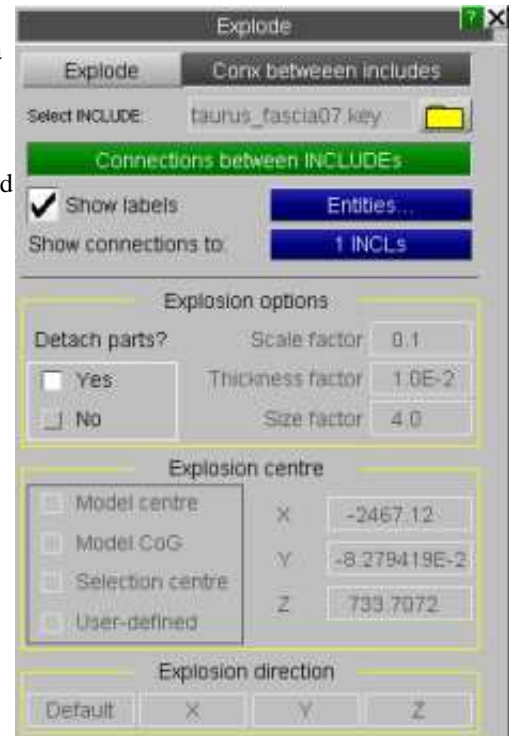 Explode ? X
Explode Conx betweeen includes
Select INCLUDE: taurus_fascia07.key
Connections between INCLUDEs
d
Show labels Entities...
Show connections to: 1 INCLs
Explosion options
Detach parts? Scale factor 0.1
Yes Thickness factor 1.0E-2
No Size factor 4.0
Explosion centre
Model centre X -2467.12
Model CoG Y -8.279419E-2
Selection centre
User-defined Z 733.7072
Explosion direction
Default X Y Z